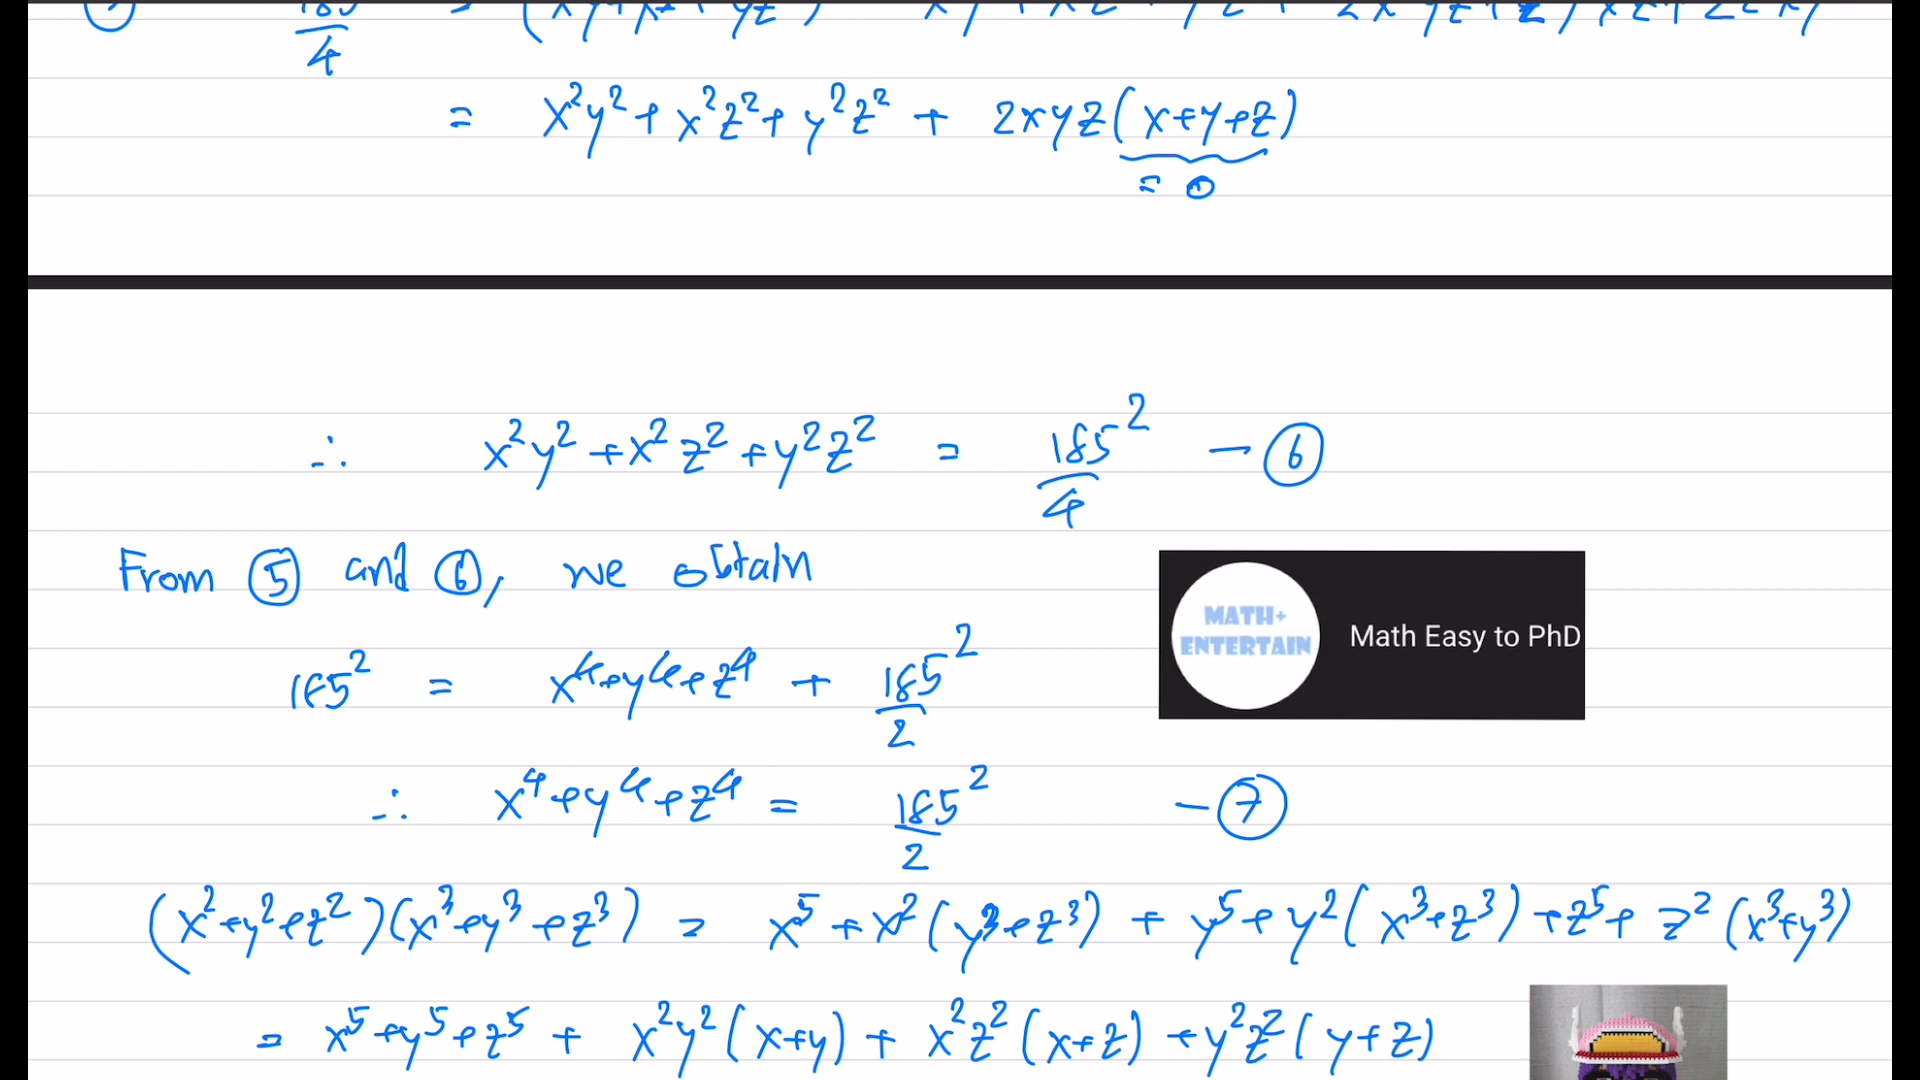 4
= x²y² + x²z² + y²z² + 2xyz(x+y+z)
= 0
∴ x²y² + x²z² + y²z² = 185²/4 — ⑥
From ⑤ and ⑥, we obtain
MATH+
ENTERTAIN
Math Easy to PhD
185² = x⁴+y⁴+z⁴ + 185²/2
∴ x⁴+y⁴+z⁴ = 185²/2 — ⑦
(x²+y²+z²)(x³+y³+z³) = x⁵ + x²(y³+z³) + y⁵ + y²(x³+z³) + z⁵ + z²(x³+y³)
= x⁵+y⁵+z⁵ + x²y²(x+y) + x²z²(x+z) + y²z²(y+z)